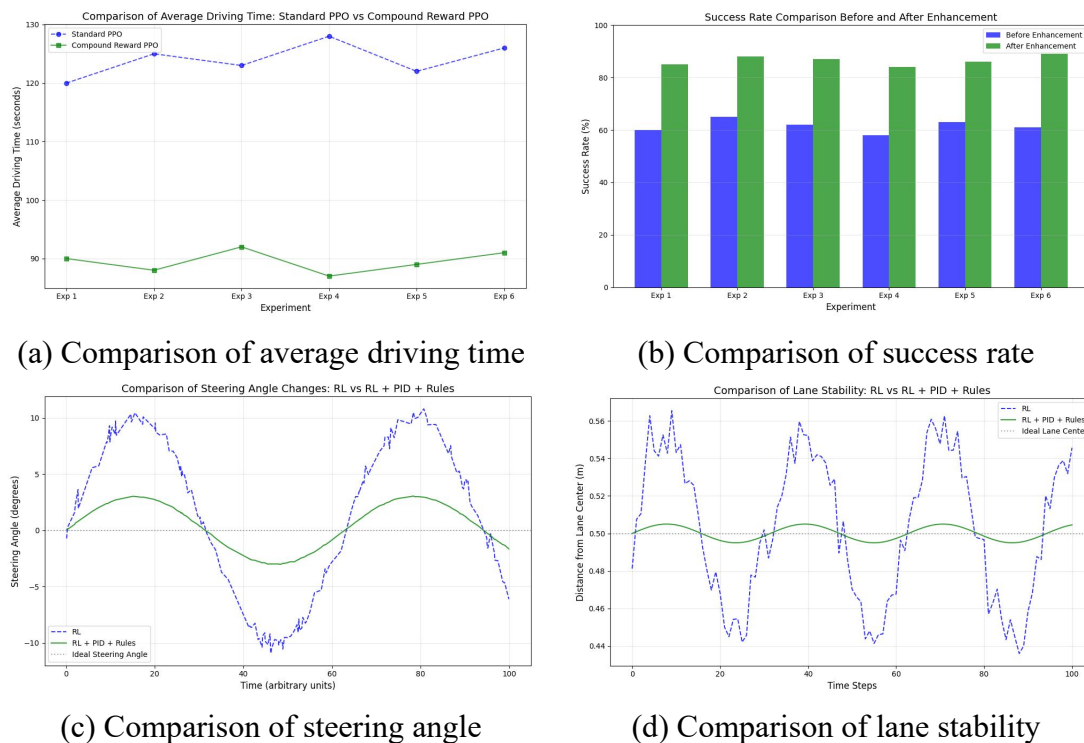 Comparison of Average Driving Time: Standard PPO vs Compound Reward PPO
Standard PPO
Compound Reward PPO
130
120
110
100
90
Average Driving Time (seconds)
Exp 1 Exp 2 Exp 3 Exp 4 Exp 5 Exp 6
Experiment
(a) Comparison of average driving time
Success Rate Comparison Before and After Enhancement
Before Enhancement
After Enhancement
100
80
60
40
20
0
Success Rate (%)
Exp 1 Exp 2 Exp 3 Exp 4 Exp 5 Exp 6
Experiment
(b) Comparison of success rate
Comparison of Steering Angle Changes: RL vs RL + PID + Rules
10
5
0
−5
−10
Steering Angle (degrees)
RL
RL + PID + Rules
Ideal Steering Angle
0 20 40 60 80 100
Time (arbitrary units)
(c) Comparison of steering angle
Comparison of Lane Stability: RL vs RL + PID + Rules
RL
RL + PID + Rules
Ideal Lane Center
0.56
0.54
0.52
0.50
0.48
0.46
0.44
Distance from Lane Center (m)
0 20 40 60 80 100
Time Steps
(d) Comparison of lane stability